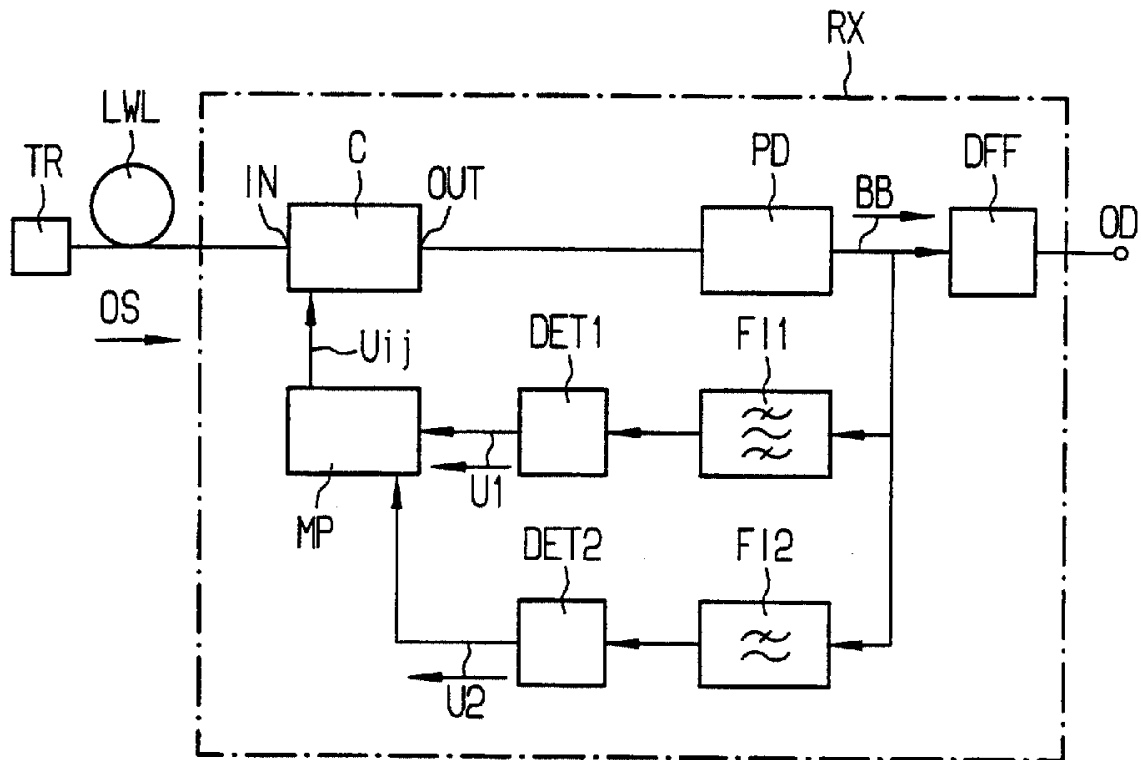 RX
LWL
TR
C
PD
DFF
IN
OUT
BB
OD
OS
Uij
DET1
FI1
U1
MP
DET2
FI2
U2